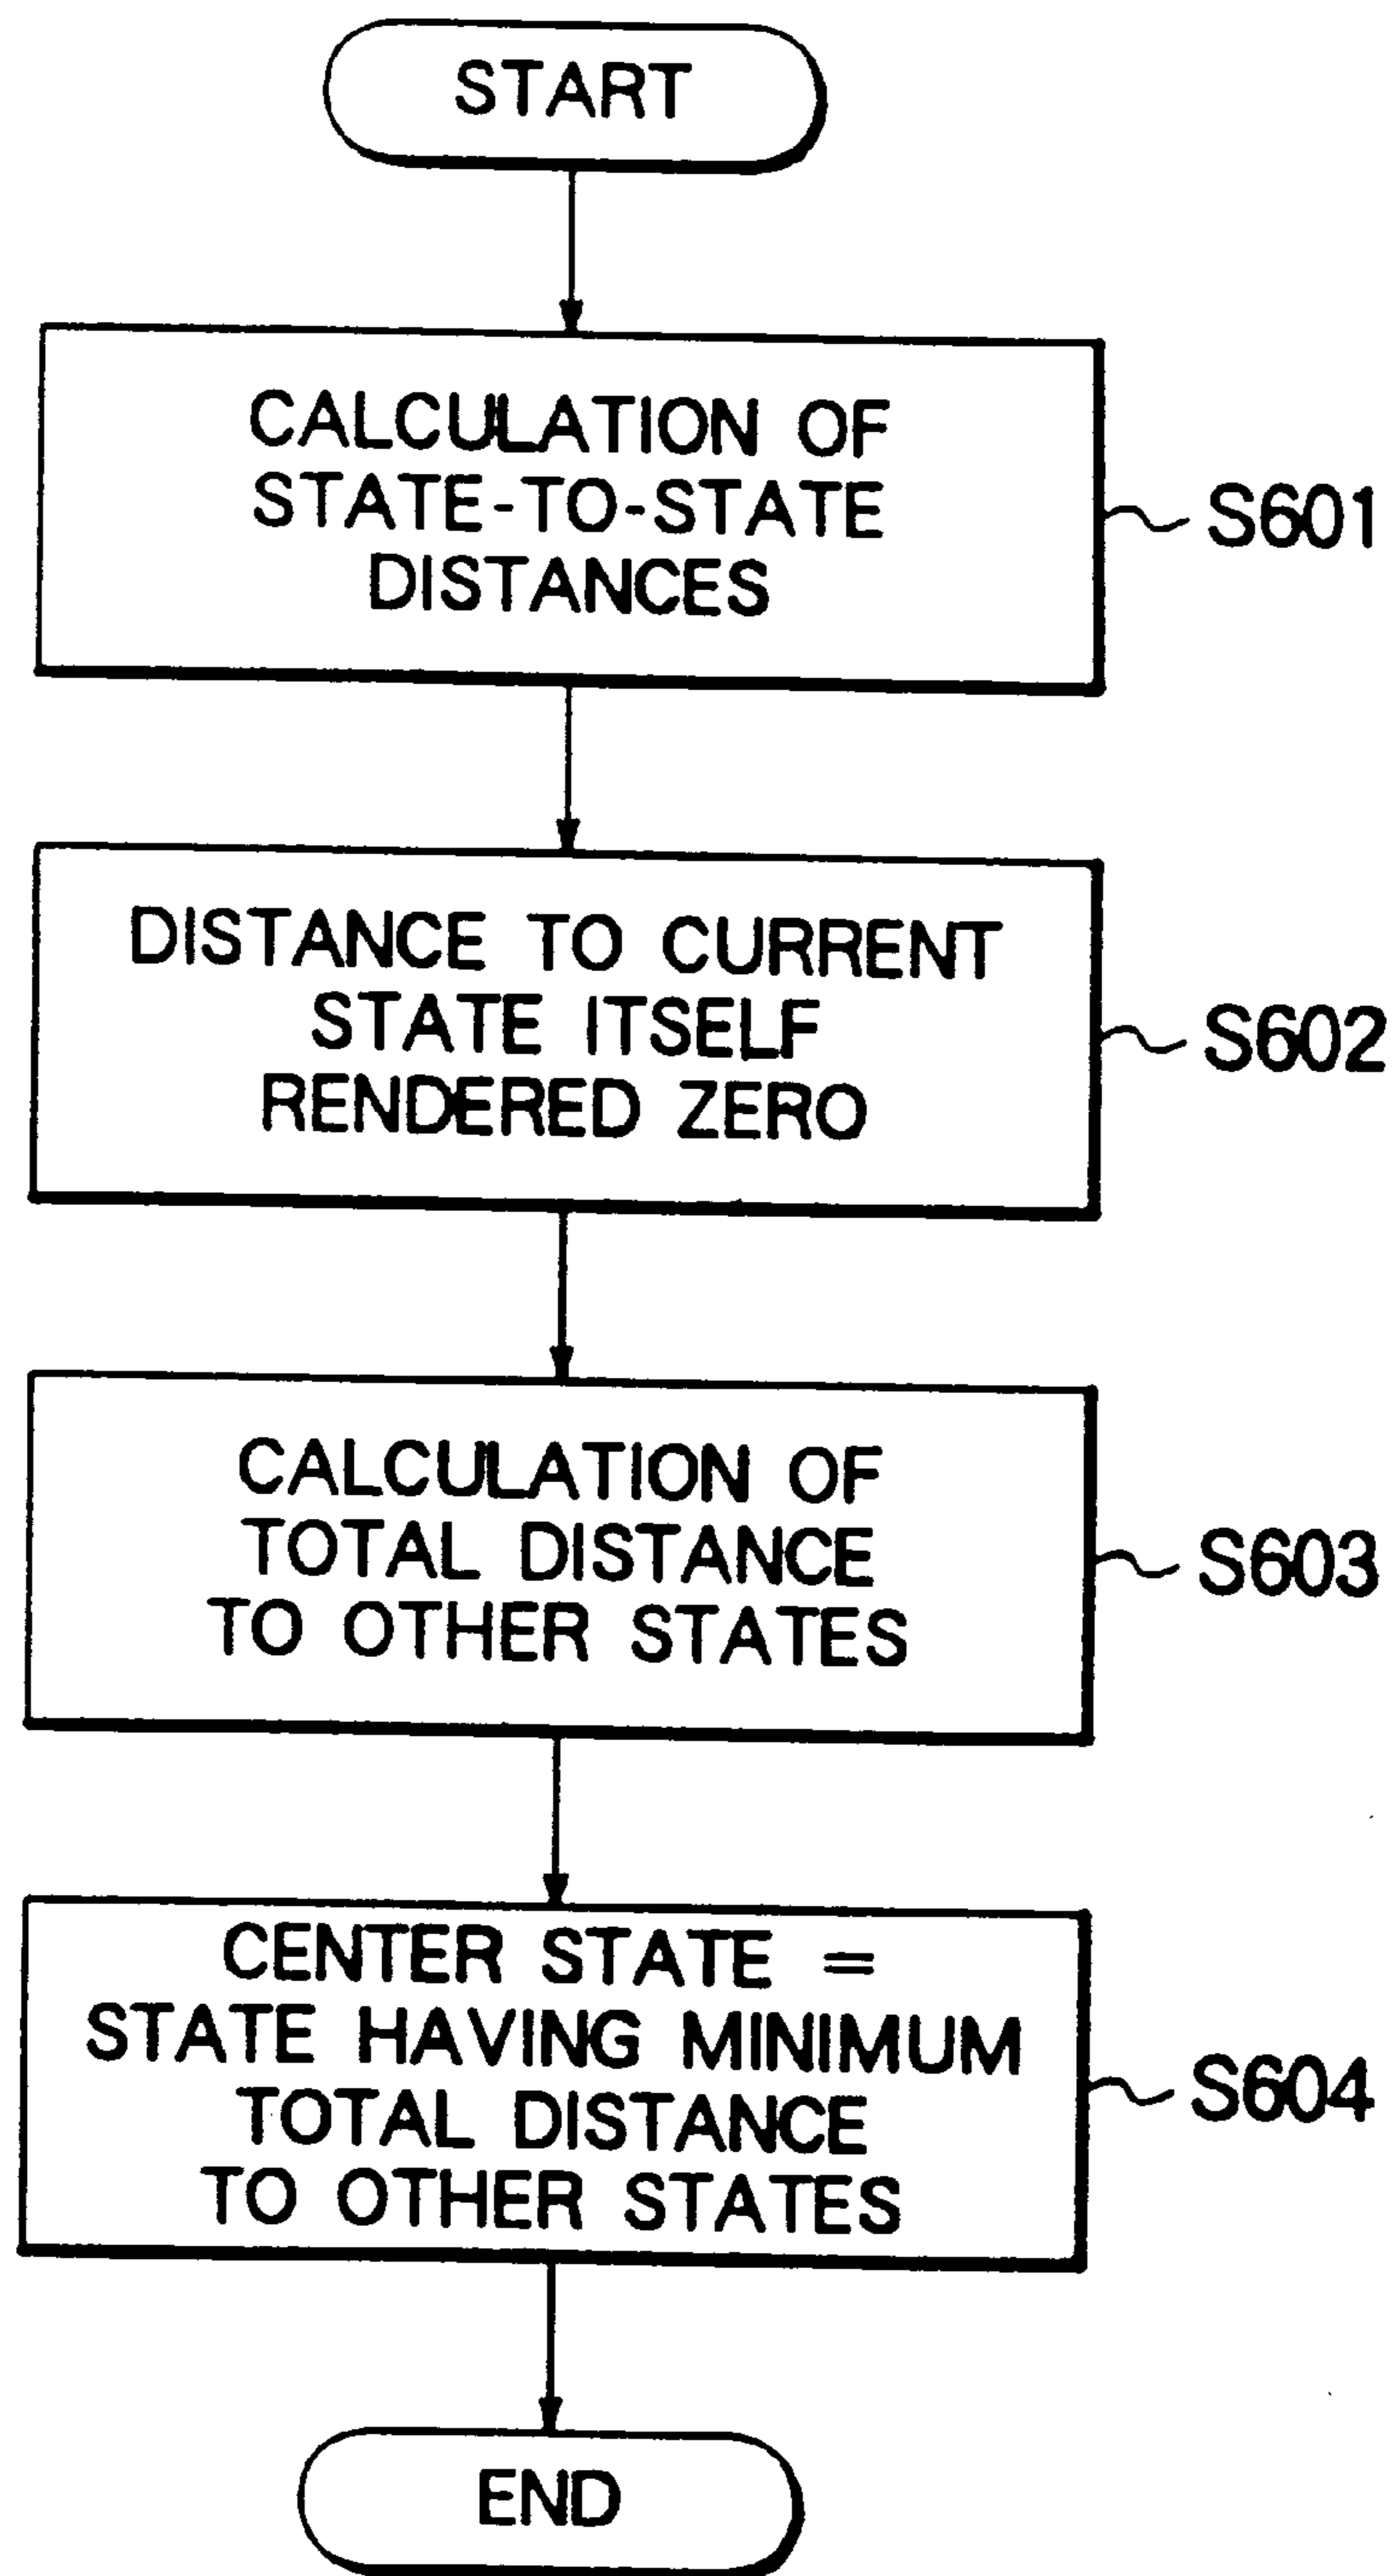 START
CALCULATION OF
STATE-TO-STATE
DISTANCES
S601
DISTANCE TO CURRENT
STATE ITSELF
RENDERED ZERO
S602
CALCULATION OF
TOTAL DISTANCE
TO OTHER STATES
S603
CENTER STATE =
STATE HAVING MINIMUM
TOTAL DISTANCE
TO OTHER STATES
S604
END